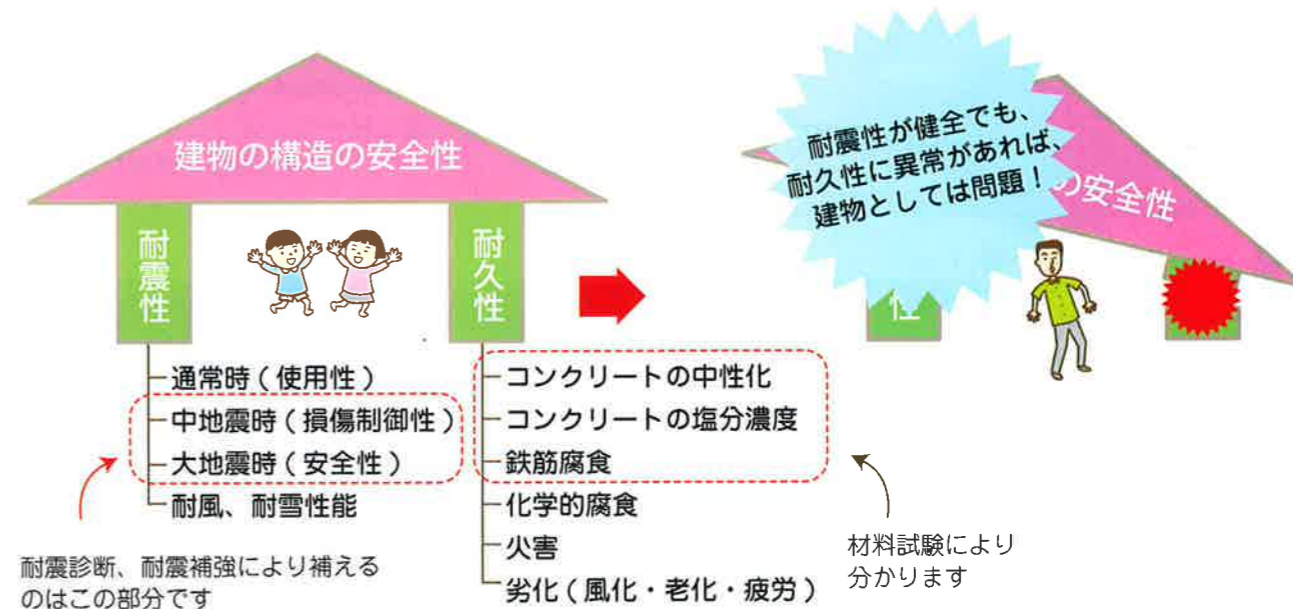 建物の構造の安全性
耐震性
耐久性
通常時(使用性)
中地震時(損傷制御性)
大地震時(安全性)
耐風、耐雪性能
耐震診断、耐震補強により補える
のはこの部分です
コンクリートの中性化
コンクリートの塩分濃度
鉄筋腐食
化学的腐食
火害
劣化(風化・老化・疲労)
材料試験により
分かります
耐震性が健全でも、
耐久性に異常があれば、
建物としては問題!
の安全性
性